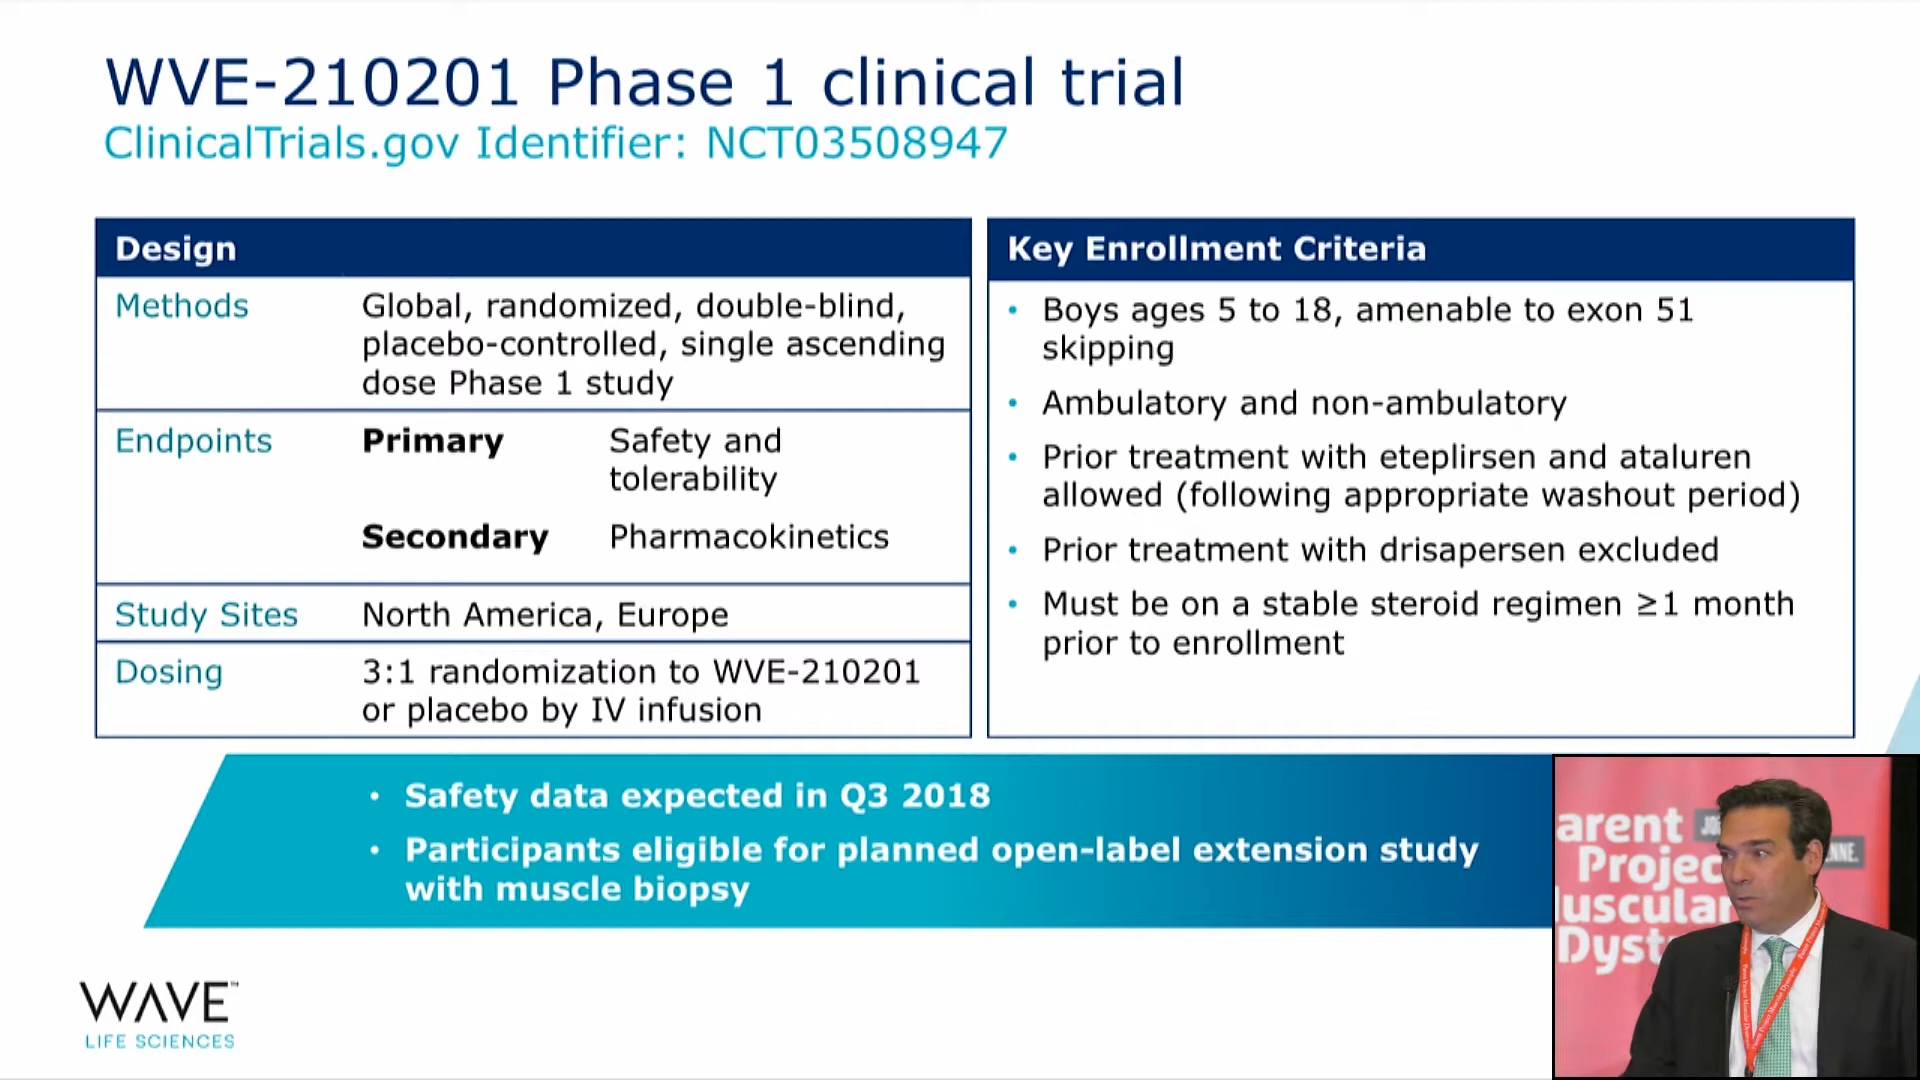 WVE-210201 Phase 1 clinical trial
ClinicalTrials.gov Identifier: NCT03508947
Design
Methods Global, randomized, double-blind,
placebo-controlled, single ascending
dose Phase 1 study
Endpoints Primary Safety and
tolerability
Secondary Pharmacokinetics
Study Sites North America, Europe
Dosing 3:1 randomization to WVE-210201
or placebo by IV infusion
Key Enrollment Criteria
• Boys ages 5 to 18, amenable to exon 51
skipping
• Ambulatory and non-ambulatory
• Prior treatment with eteplirsen and ataluren
allowed (following appropriate washout period)
• Prior treatment with drisapersen excluded
• Must be on a stable steroid regimen ≥1 month
prior to enrollment
• Safety data expected in Q3 2018
• Participants eligible for planned open-label extension study
with muscle biopsy
WAVE™
LIFE SCIENCES
arent
Projec
uscular
Dyst